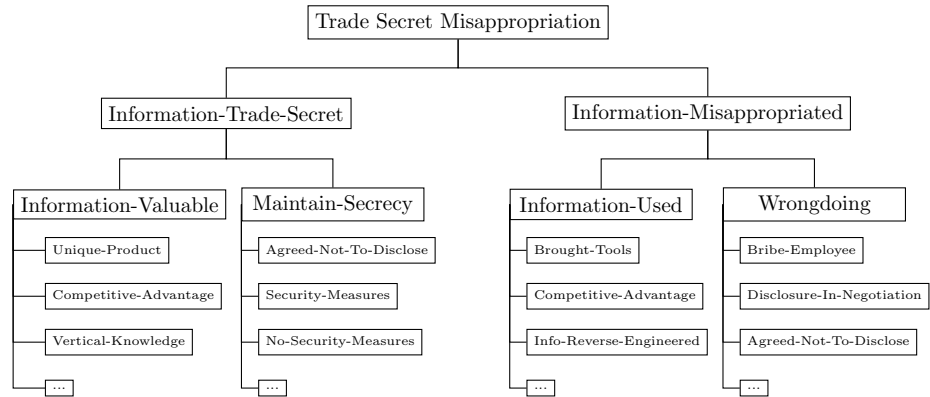 Trade Secret Misappropriation
Information-Trade-Secret
Information-Misappropriated
Information-Valuable
Maintain-Secrecy
Information-Used
Wrongdoing
Unique-Product
Agreed-Not-To-Disclose
Brought-Tools
Bribe-Employee
Competitive-Advantage
Security-Measures
Competitive-Advantage
Disclosure-In-Negotiation
Vertical-Knowledge
No-Security-Measures
Info-Reverse-Engineered
Agreed-Not-To-Disclose
...
...
...
...